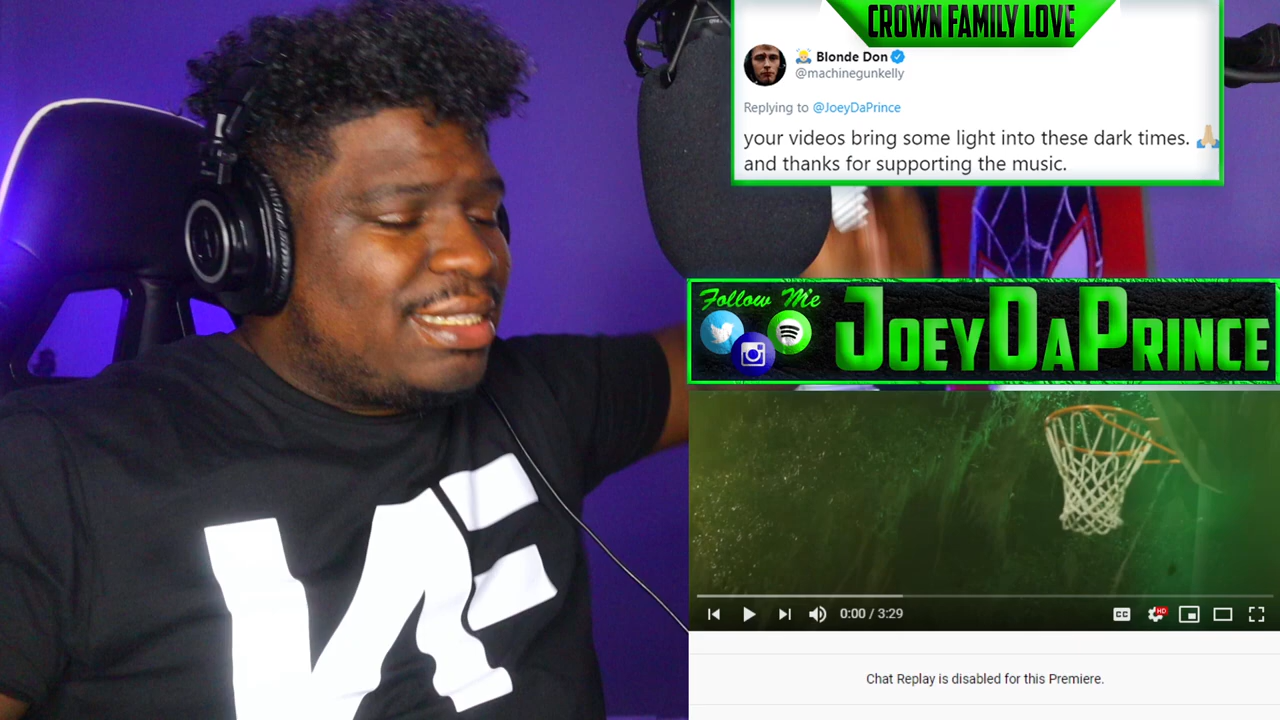 CROWN FAMILY LOVE
Blonde Don
@machinegunkelly
Replying to @JoeyDaPrince
your videos bring some light into these dark times. 🙏🏼
and thanks for supporting the music.
Follow Me
JOEYDAPRINCE
CC
HD
0:00 / 3:29
Chat Replay is disabled for this Premiere.